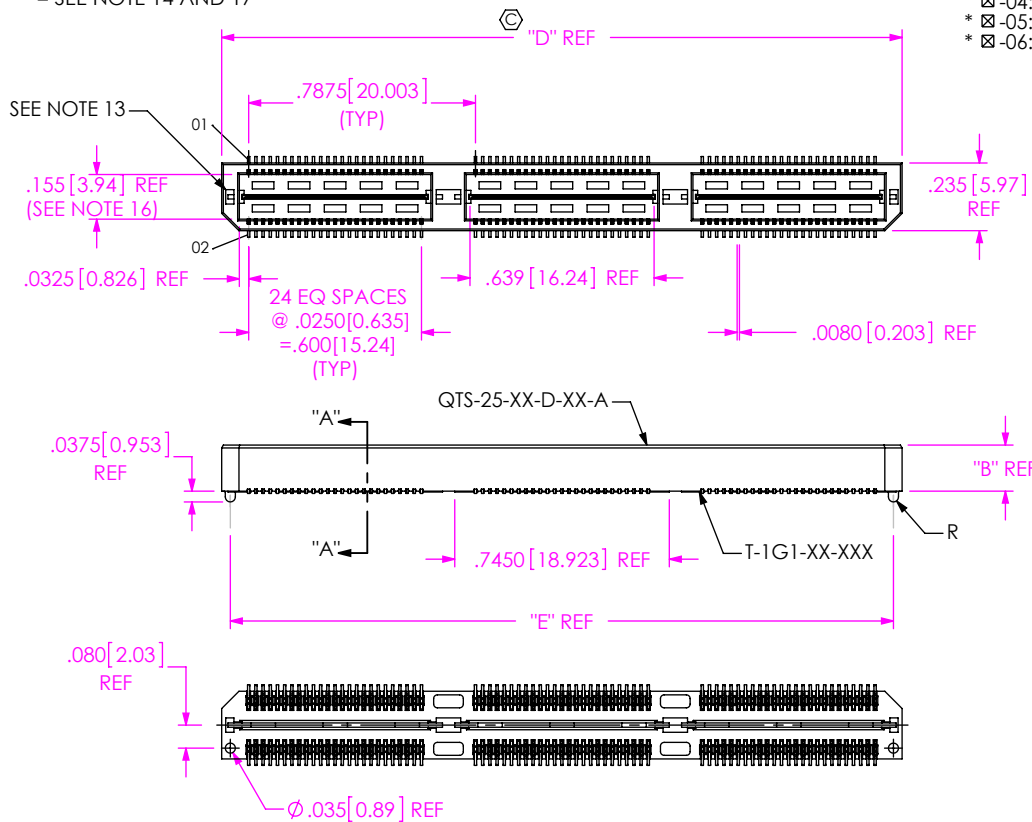 = SEE NOTE 14 AND 17
⊠ -04:
* ⊠ -05:
* ⊠ -06:
C
"D" REF
.7875[20.003]
(TYP)
SEE NOTE 13
01
.155[3.94] REF
(SEE NOTE 16)
.235[5.97]
REF
02
.0325[0.826] REF
.639[16.24] REF
24 EQ SPACES
@ .0250[0.635]
=.600[15.24]
(TYP)
.0080[0.203] REF
QTS-25-XX-D-XX-A
"A"
.0375[0.953]
REF
"B" REF
"A"
.7450[18.923] REF
T-1G1-XX-XXX
R
"E" REF
.080[2.03]
REF
Ø.035[0.89] REF